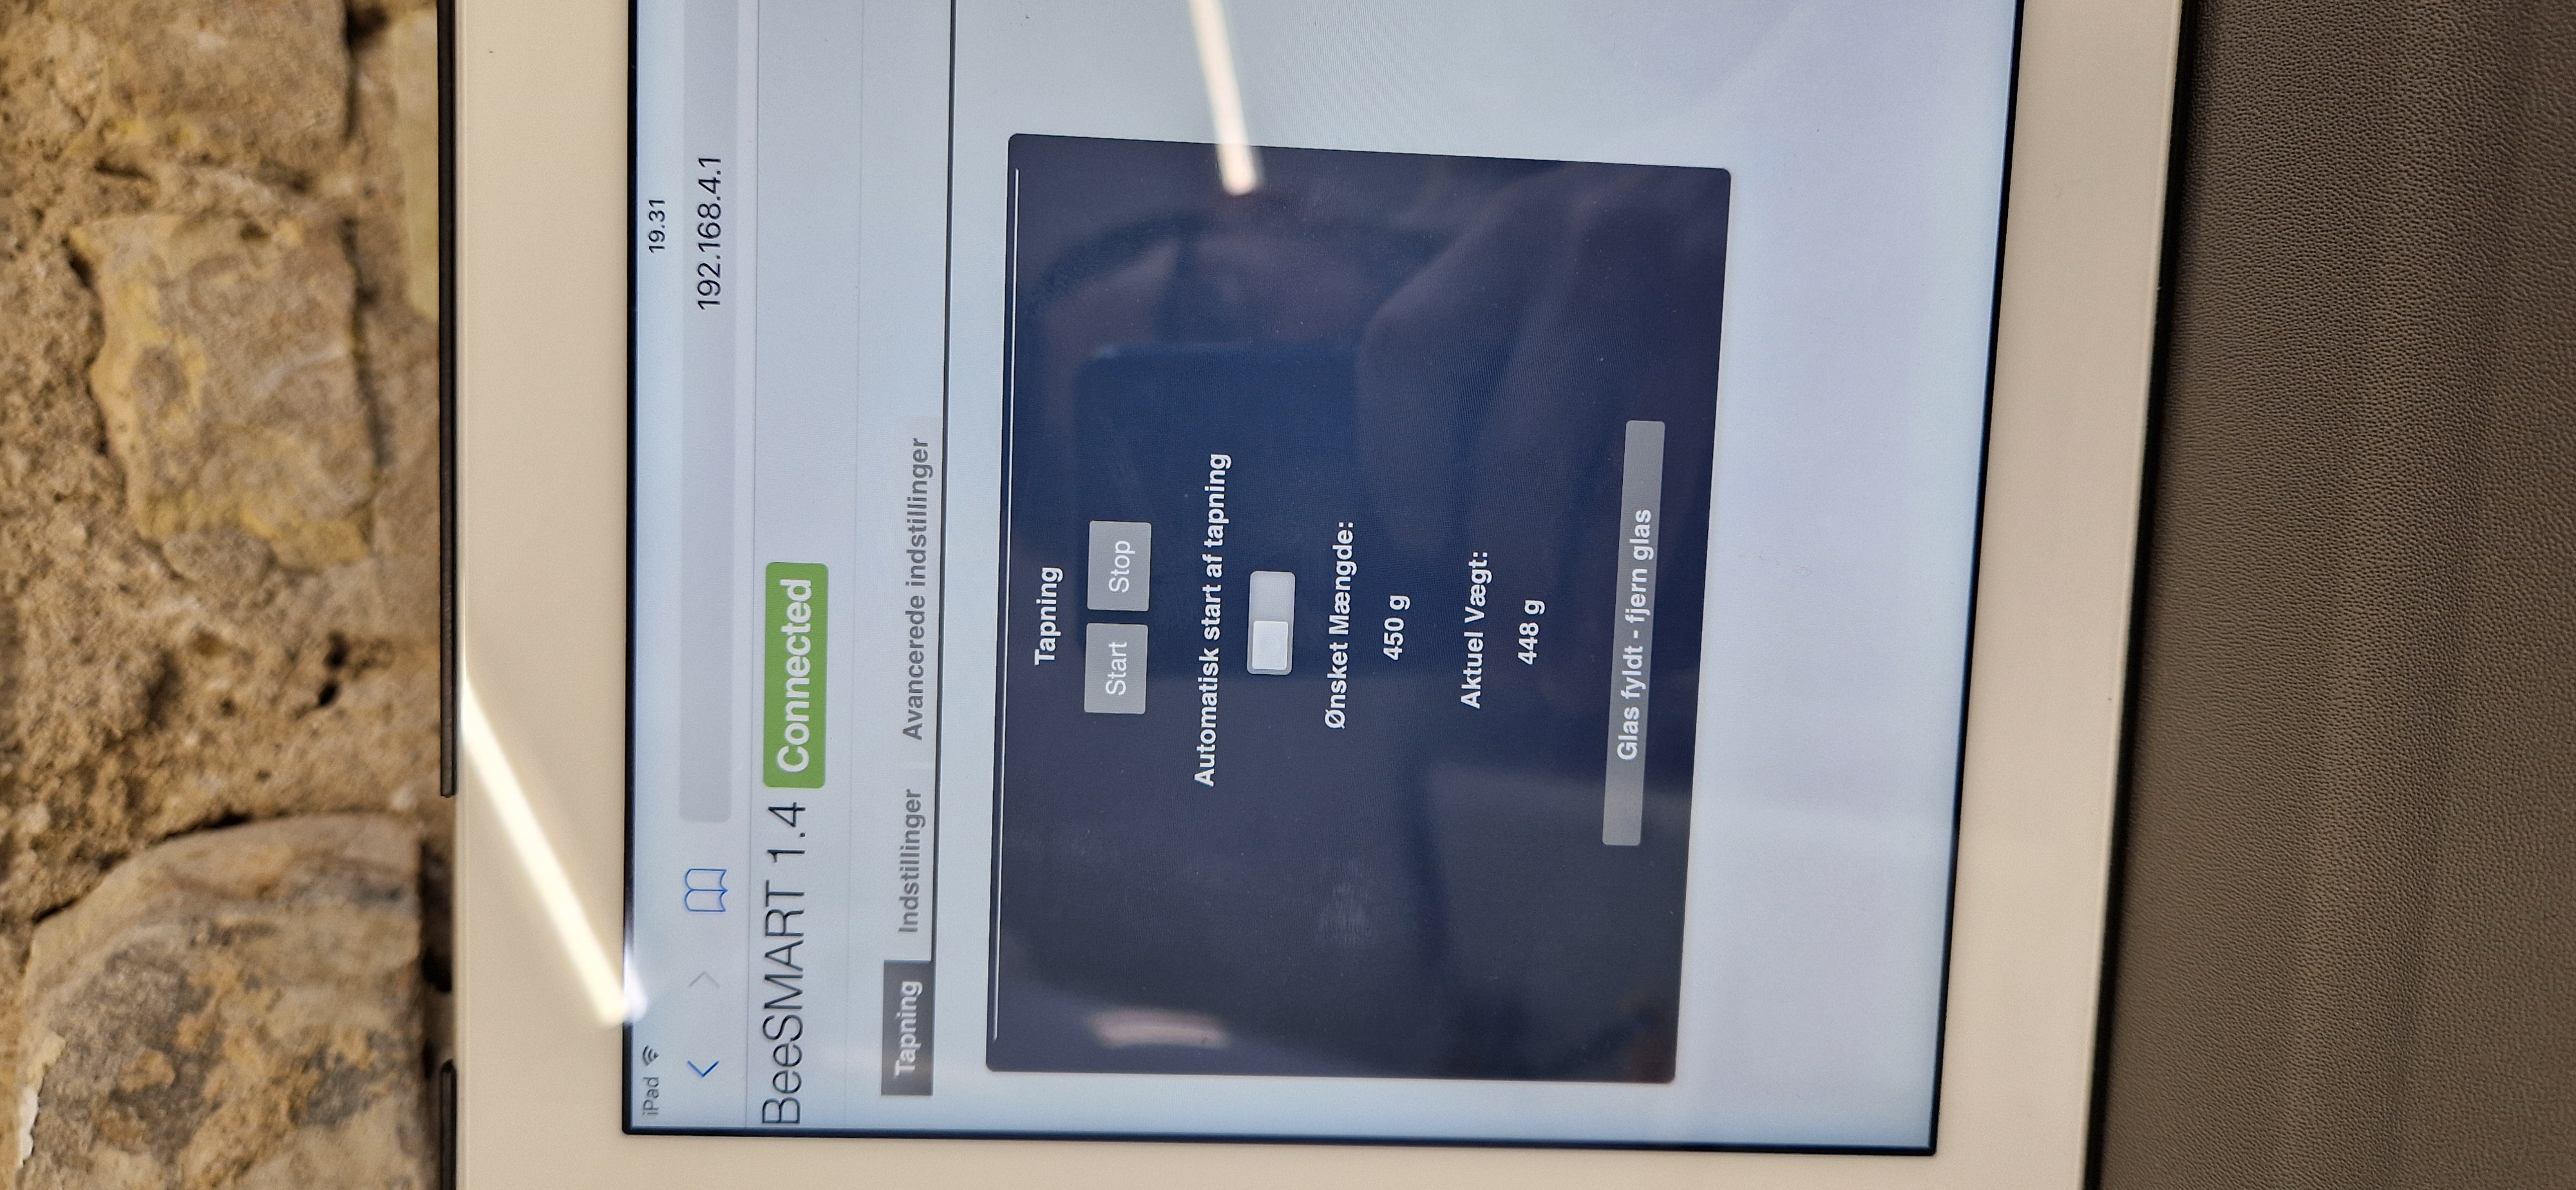 iPad
19.31
192.168.4.1
BeeSMART 1.4 Connected
Tapning Indstillinger Avancerede indstillinger
Tapning
Start Stop
Automatisk start af tapning
Ønsket Mængde:
450 g
Aktuel Vægt:
448 g
Glas fyldt - fjern glas